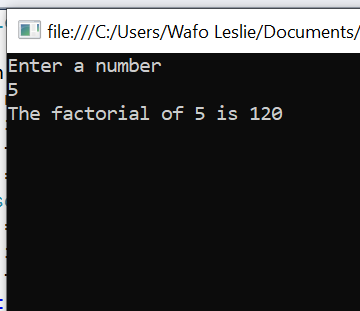 file:///C:/Users/Wafo Leslie/Documents/
Enter a number
5
The factorial of 5 is 120